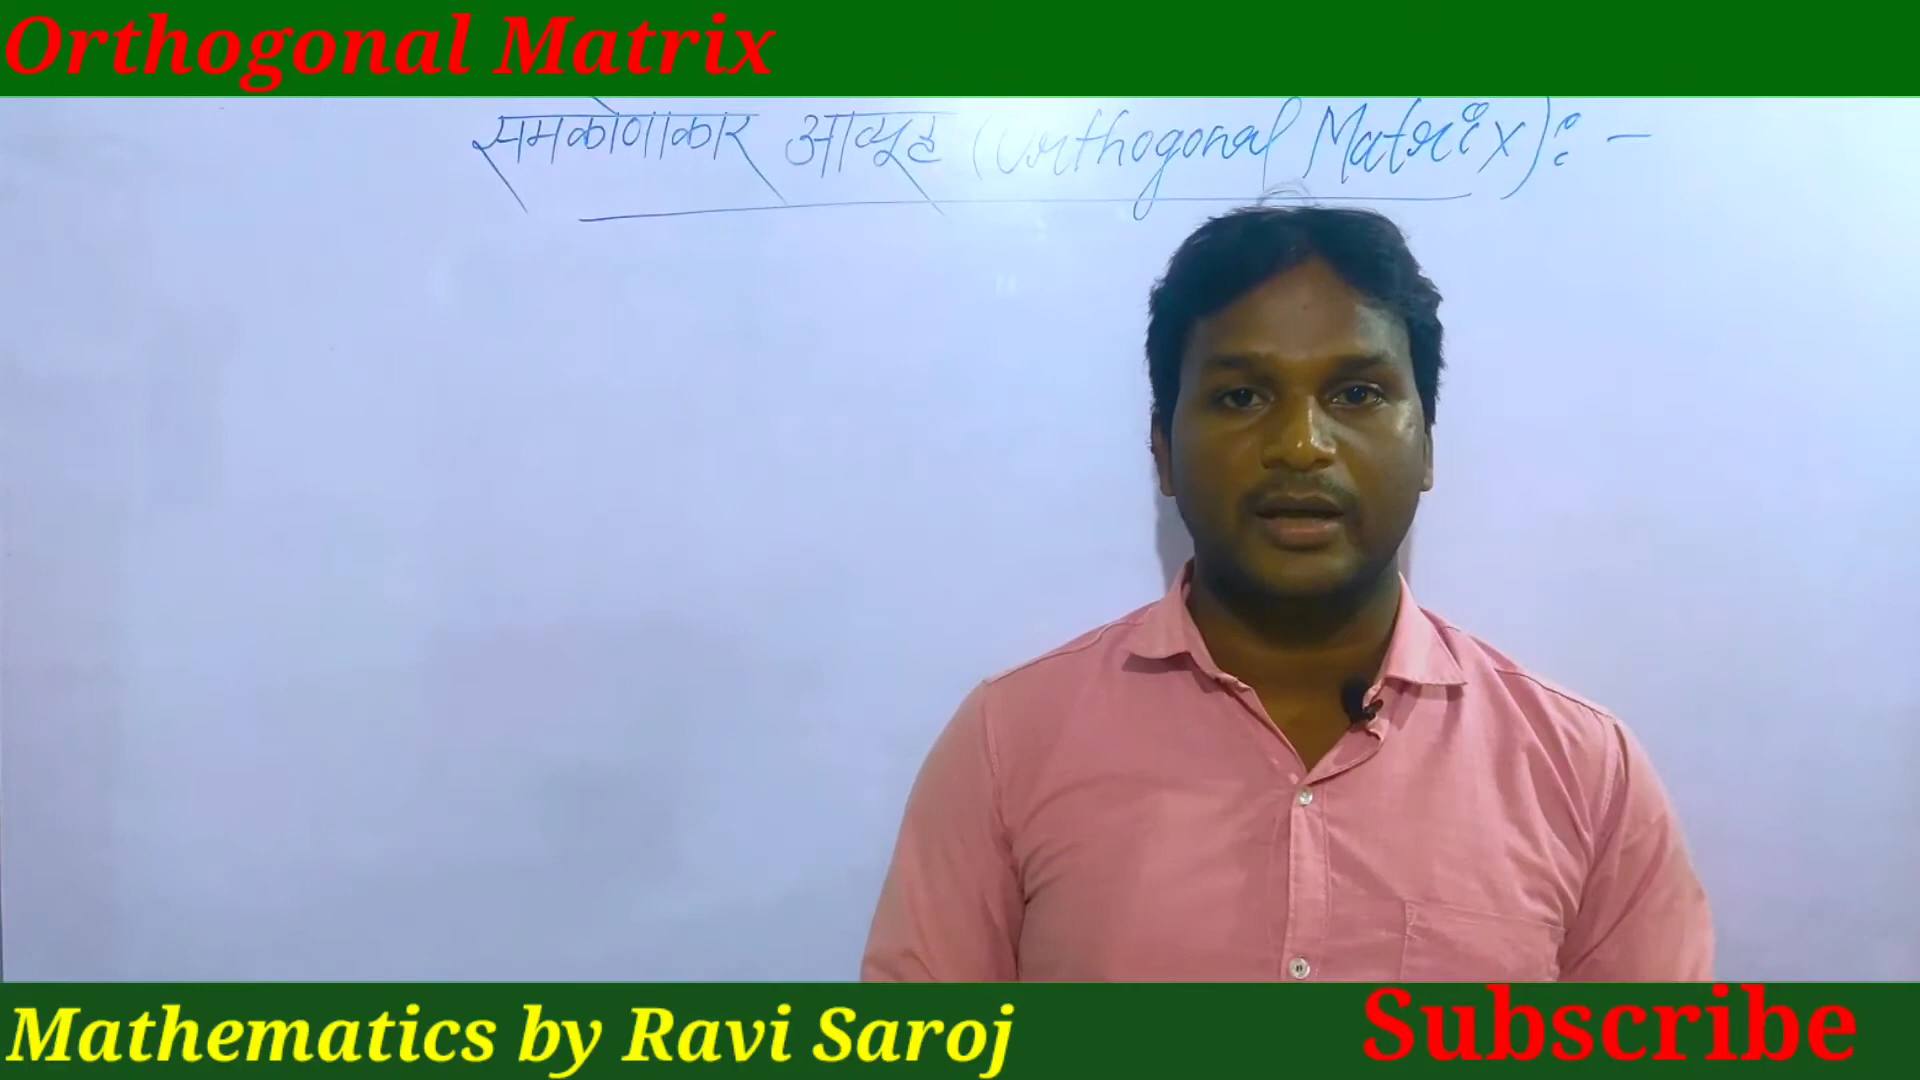 Orthogonal Matrix
समकोणाकार आव्यूह (Orthogonal Matrix): -
Mathematics by Ravi Saroj
Subscribe